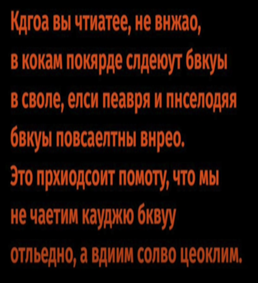 Кдгоа вы чтиатее, не внжао,
в кокам покярде слдеюут бвкуы
в своле, елси пеавря и пнселодяя
бвкуы повсаелтны внрео.
Это прхиодсоит помоту, что мы
не чаетим кауджю бквуу
отльедно, а вдиим солво цеоклим.